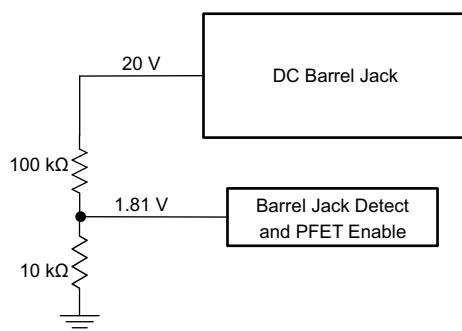 20 V
DC Barrel Jack
100 kΩ
1.81 V
Barrel Jack Detect
and PFET Enable
10 kΩ